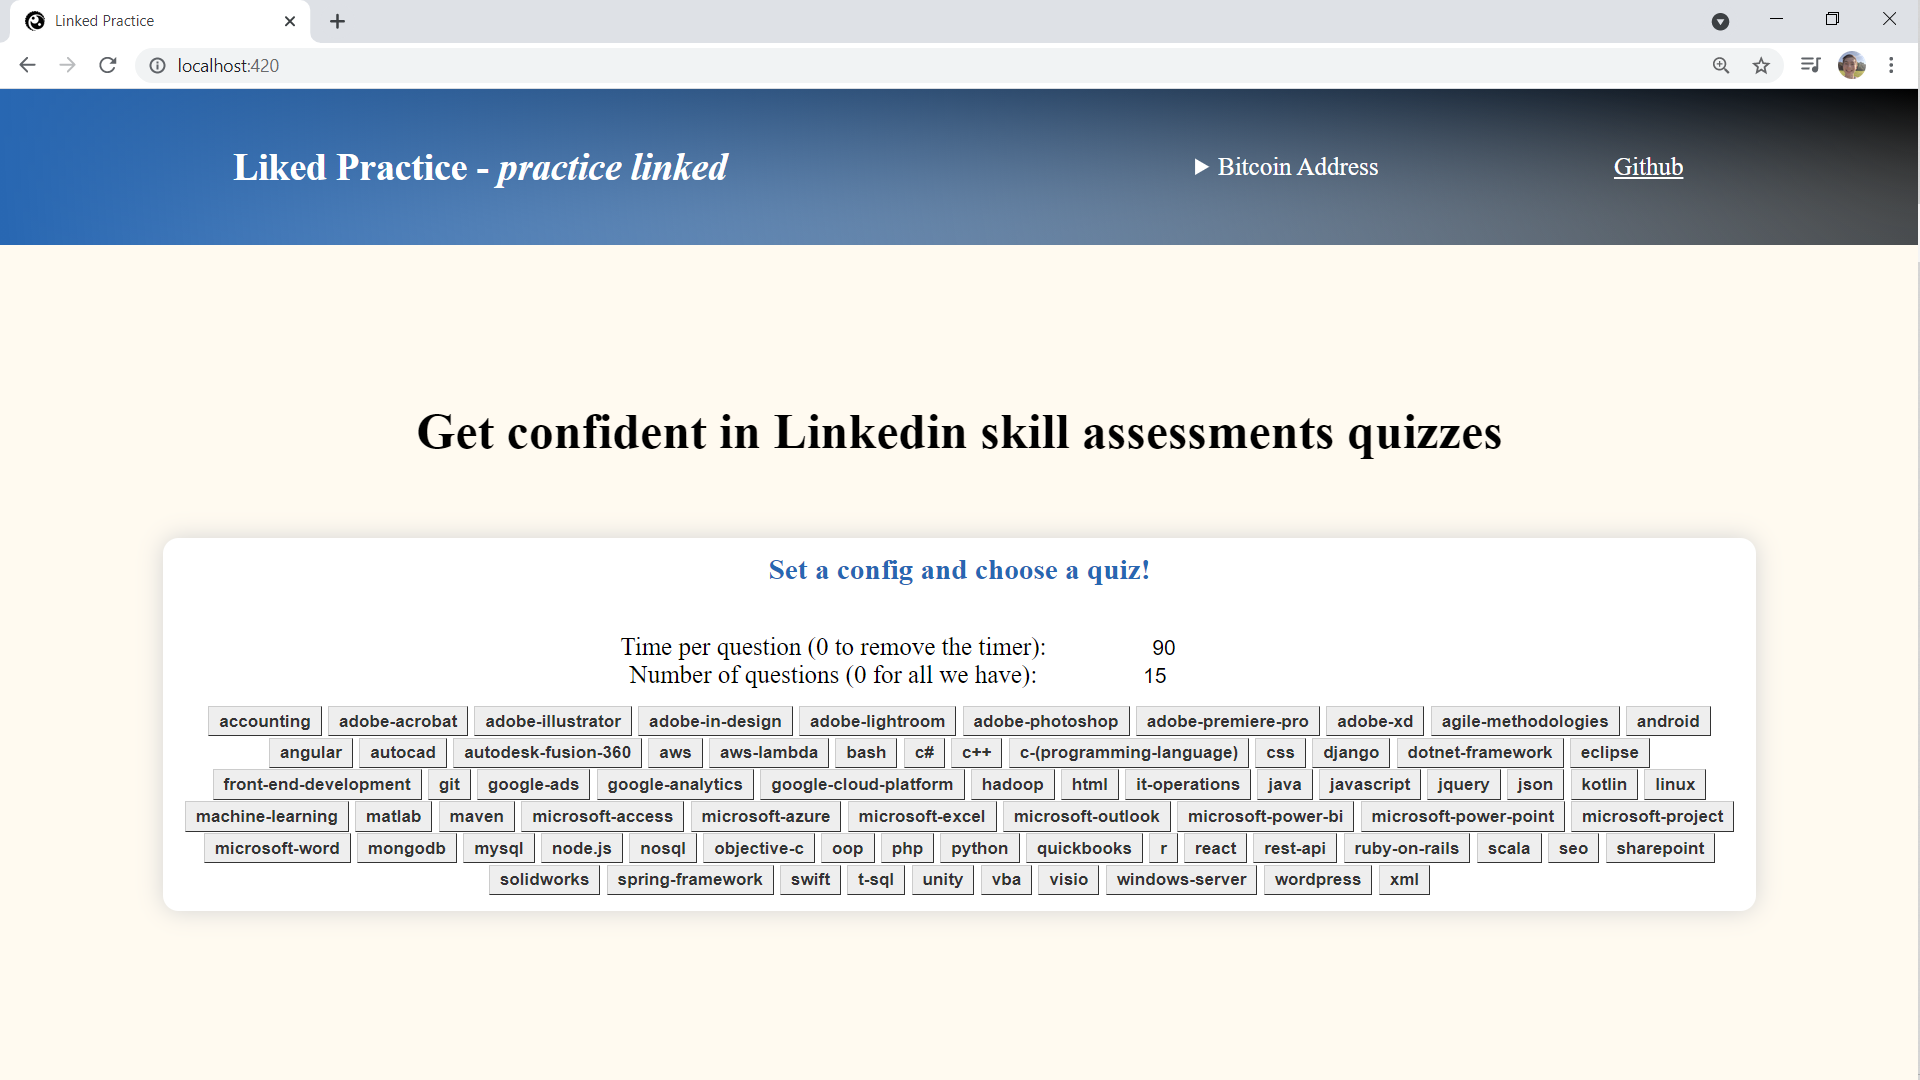 Linked Practice
localhost:420
Liked Practice - practice linked
Bitcoin Address
Github
Get confident in Linkedin skill assessments quizzes
Set a config and choose a quiz!
Time per question (0 to remove the timer): 90
Number of questions (0 for all we have): 15
accounting adobe-acrobat adobe-illustrator adobe-in-design adobe-lightroom adobe-photoshop adobe-premiere-pro adobe-xd agile-methodologies android
angular autocad autodesk-fusion-360 aws aws-lambda bash c# c++ c-(programming-language) css django dotnet-framework eclipse
front-end-development git google-ads google-analytics google-cloud-platform hadoop html it-operations java javascript jquery json kotlin linux
machine-learning matlab maven microsoft-access microsoft-azure microsoft-excel microsoft-outlook microsoft-power-bi microsoft-power-point microsoft-project
microsoft-word mongodb mysql node.js nosql objective-c oop php python quickbooks r react rest-api ruby-on-rails scala seo sharepoint
solidworks spring-framework swift t-sql unity vba visio windows-server wordpress xml